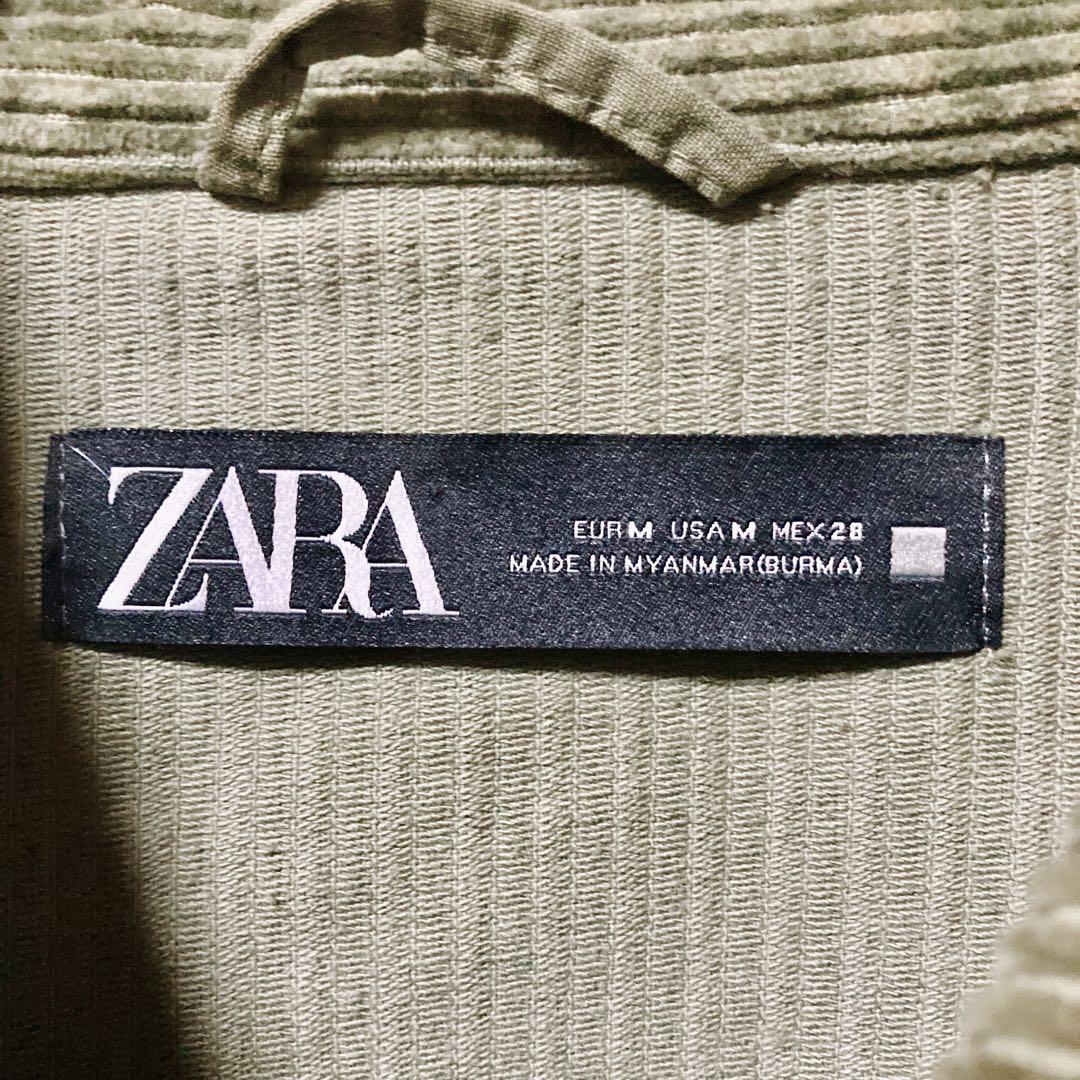 ZARA
EUR M USA M MEX 28
MADE IN MYANMAR(BURMA)